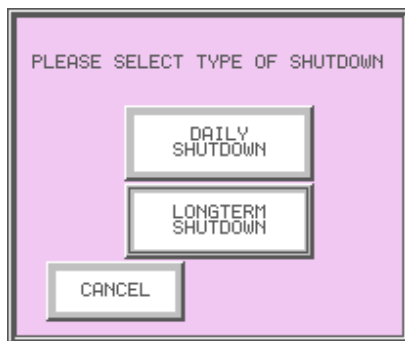 PLEASE SELECT TYPE OF SHUTDOWN
DAILY
SHUTDOWN
LONGTERM
SHUTDOWN
CANCEL